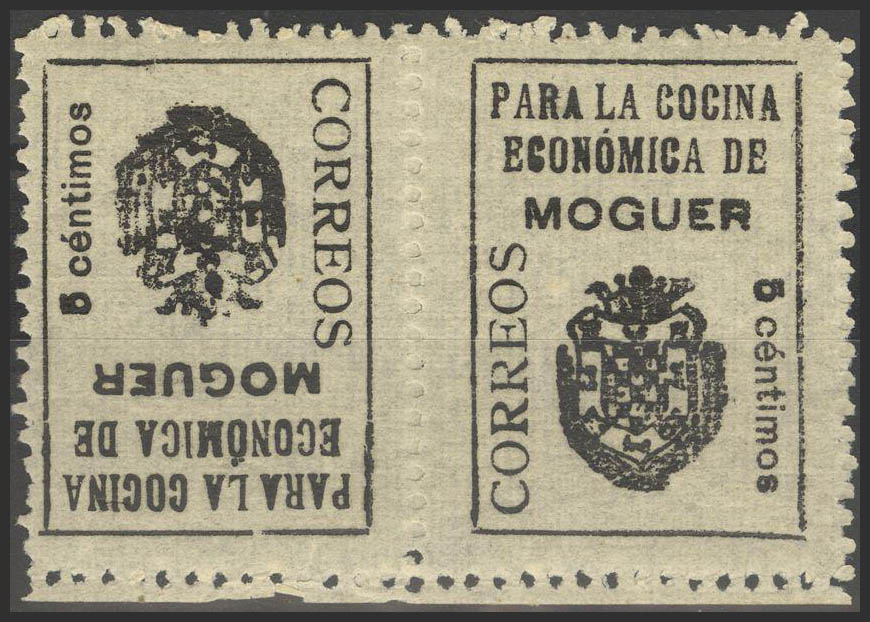 PARA LA COCINA
ECONÓMICA DE
MOGUER
CORREOS
5 céntimos
PARA LA COCINA
ECONÓMICA DE
MOGUER
CORREOS
5 céntimos